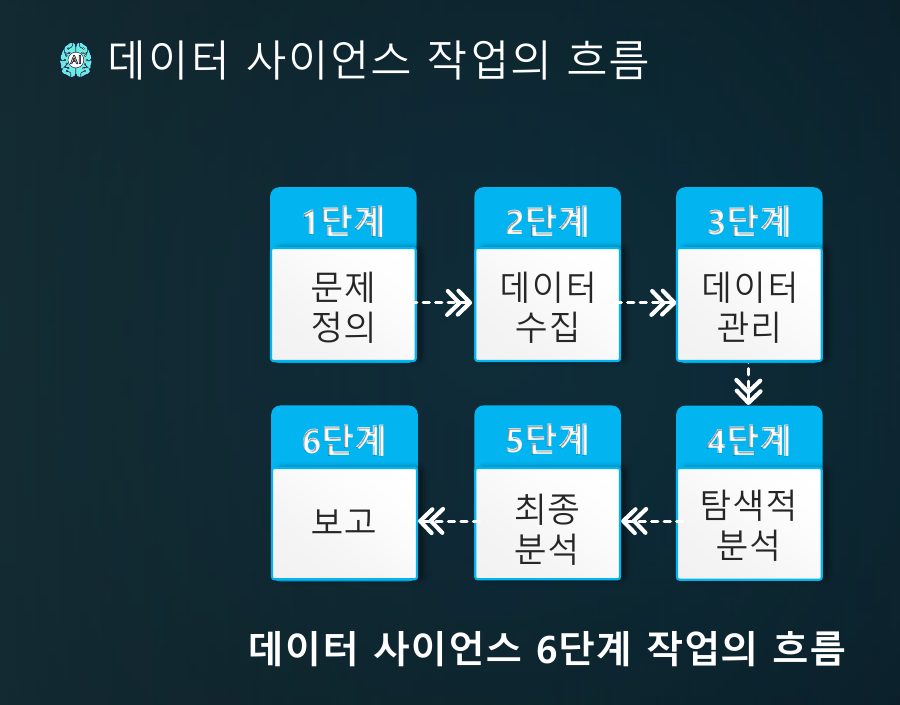 AI
데이터 사이언스 작업의 흐름
1단계
문제
정의
2단계
데이터
수집
3단계
데이터
관리
4단계
탐색적
분석
5단계
최종
분석
6단계
보고
데이터 사이언스 6단계 작업의 흐름